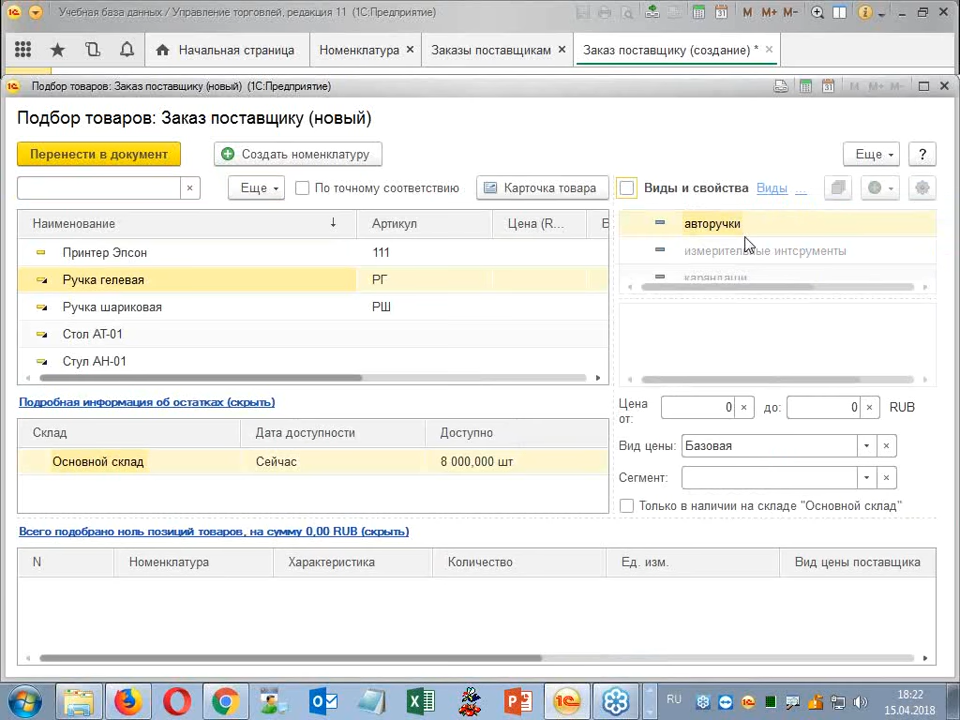 Учебная база данных / Управление торговлей, редакция 11 (1С:Предприятие)
M M+ M-
Начальная страница
Номенклатура ×
Заказы поставщикам ×
Заказ поставщику (создание) * ×
Подбор товаров: Заказ поставщику (новый) (1С:Предприятие)
M M+ M-
Подбор товаров: Заказ поставщику (новый)
Перенести в документ
Создать номенклатуру
Еще
?
Еще
По точному соответствию
Карточка товара
Виды и свойства
Виды ...
Наименование
Артикул
Цена (R...
Принтер Эпсон
111
Ручка гелевая
РГ
Ручка шариковая
РШ
Стол АТ-01
Стул АН-01
авторучки
измерительные интсрументы
карандаши
Подробная информация об остатках (скрыть)
Склад
Дата доступности
Доступно
Основной склад
Сейчас
8 000,000 шт
Цена от:
0
до:
0
RUB
Вид цены:
Базовая
Сегмент:
Только в наличии на складе "Основной склад"
Всего подобрано ноль позиций товаров, на сумму 0,00 RUB (скрыть)
N
Номенклатура
Характеристика
Количество
Ед. изм.
Вид цены поставщика
RU
18:22
15.04.2018